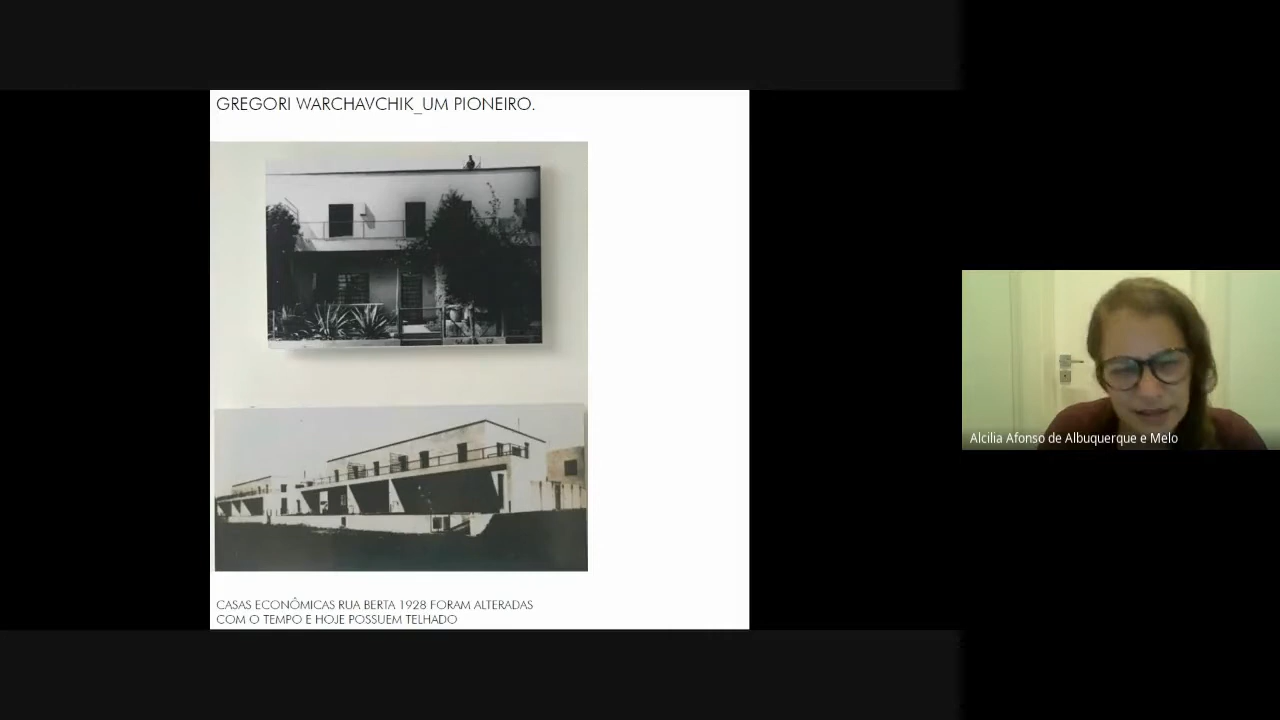 GREGORI WARCHAVCHIK_UM PIONEIRO.
CASAS ECONÔMICAS RUA BERTA 1928 FORAM ALTERADAS
COM O TEMPO E HOJE POSSUEM TELHADO
Alcilia Afonso de Albuquerque e Melo